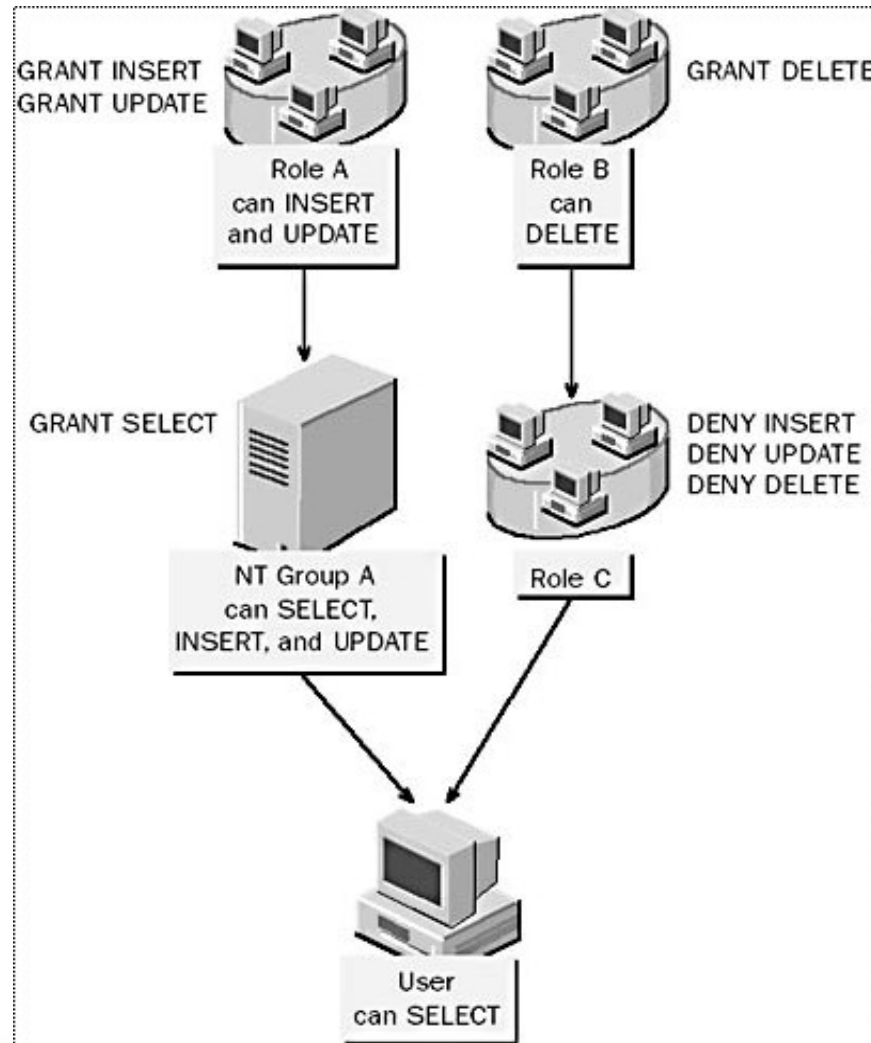 GRANT INSERT
GRANT UPDATE
GRANT DELETE
Role A
can INSERT
and UPDATE
Role B
can
DELETE
GRANT SELECT
DENY INSERT
DENY UPDATE
DENY DELETE
NT Group A
can SELECT,
INSERT, and UPDATE
Role C
User
can SELECT